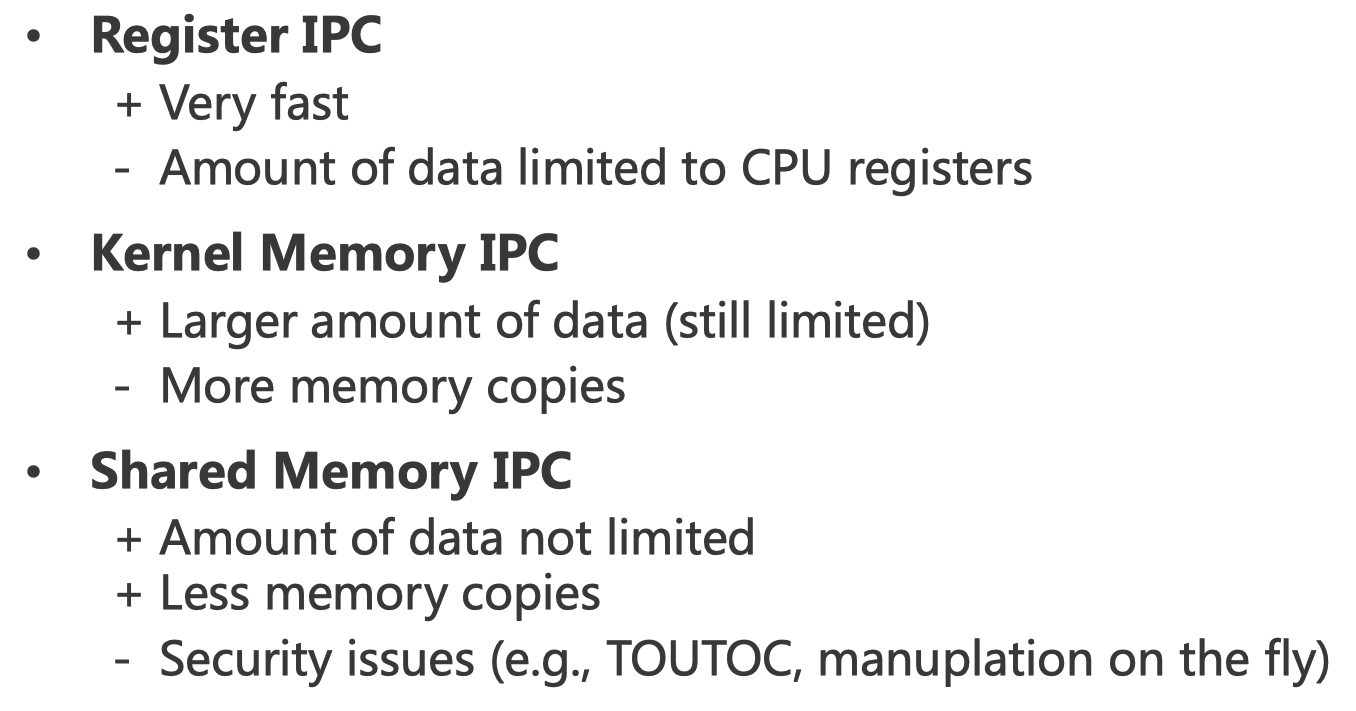 • Register IPC
+ Very fast
- Amount of data limited to CPU registers
• Kernel Memory IPC
+ Larger amount of data (still limited)
- More memory copies
• Shared Memory IPC
+ Amount of data not limited
+ Less memory copies
- Security issues (e.g., TOUTOC, manuplation on the fly)